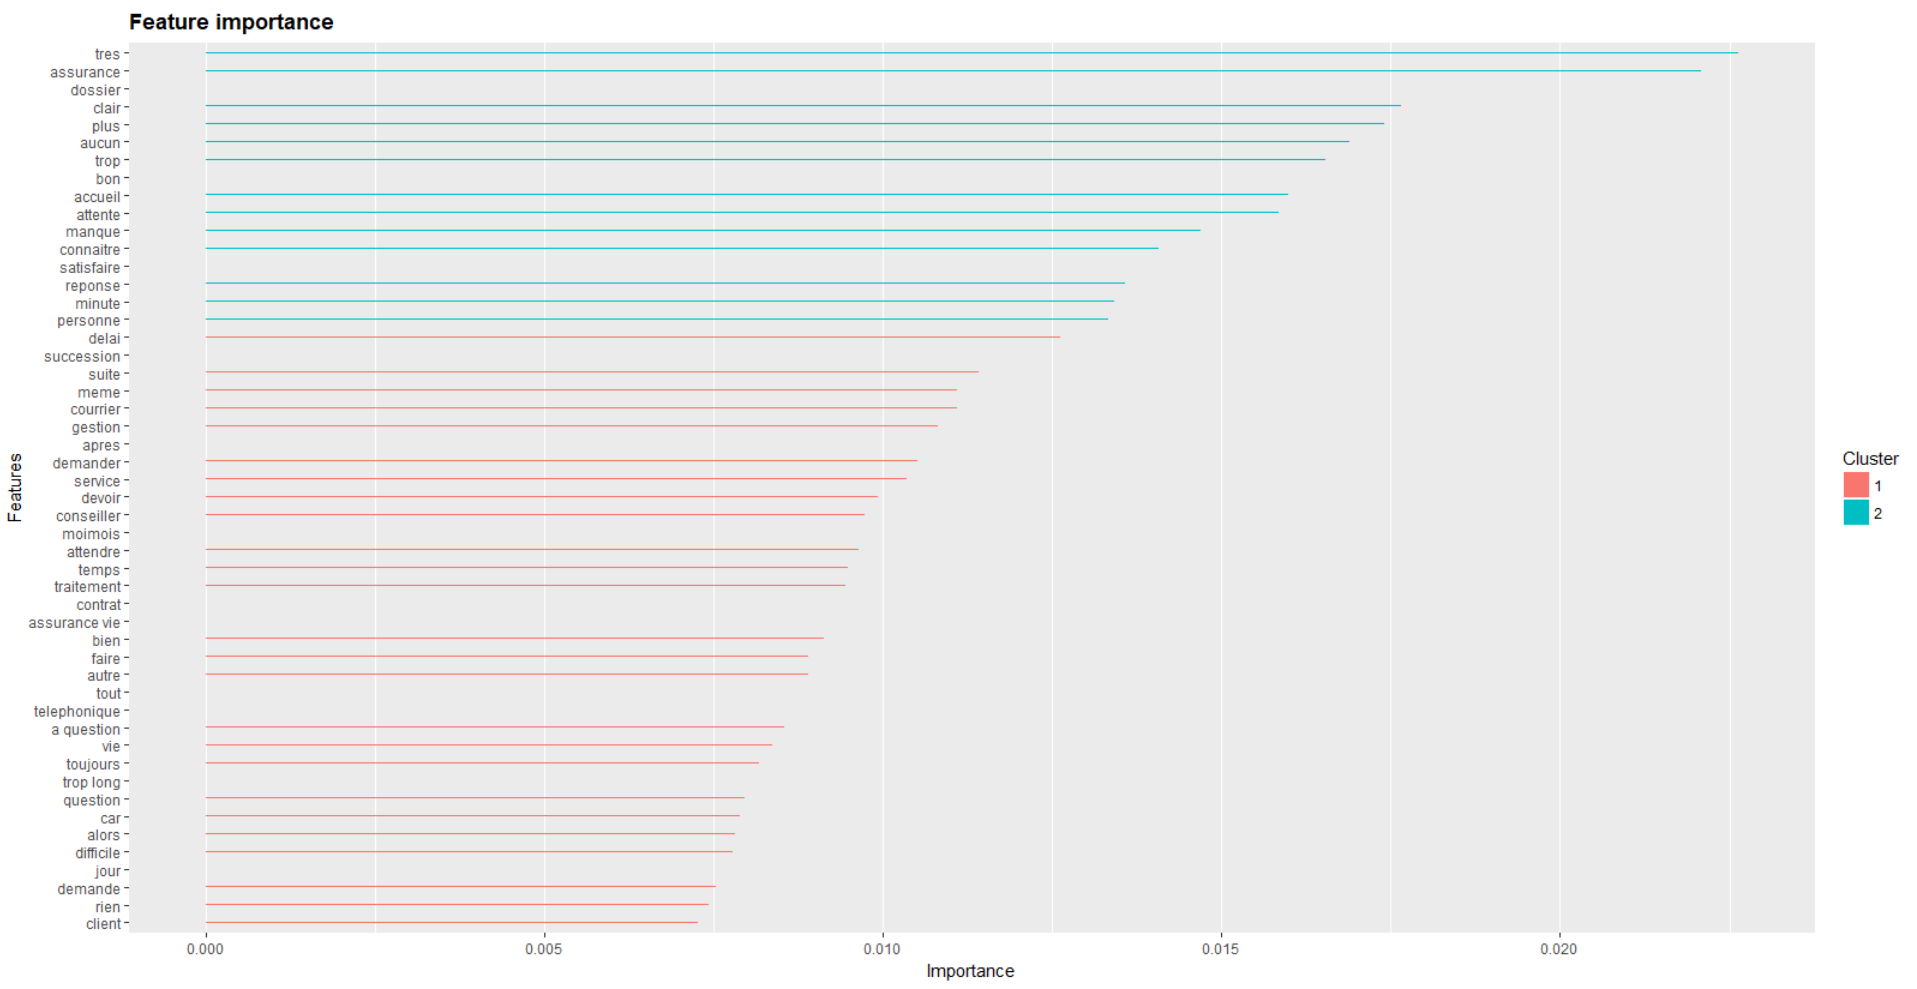 Feature importance
tres
assurance
dossier
clair
plus
aucun
trop
bon
accueil
attente
manque
connaitre
satisfaire
reponse
minute
personne
delai
succession
suite
meme
courrier
gestion
apres
demander
service
devoir
conseiller
moimois
attendre
temps
traitement
contrat
assurance vie
bien
faire
autre
tout
telephonique
a question
vie
toujours
trop long
question
car
alors
difficile
jour
demande
rien
client
Features
0.000 0.005 0.010 0.015 0.020
Importance
Cluster
1
2